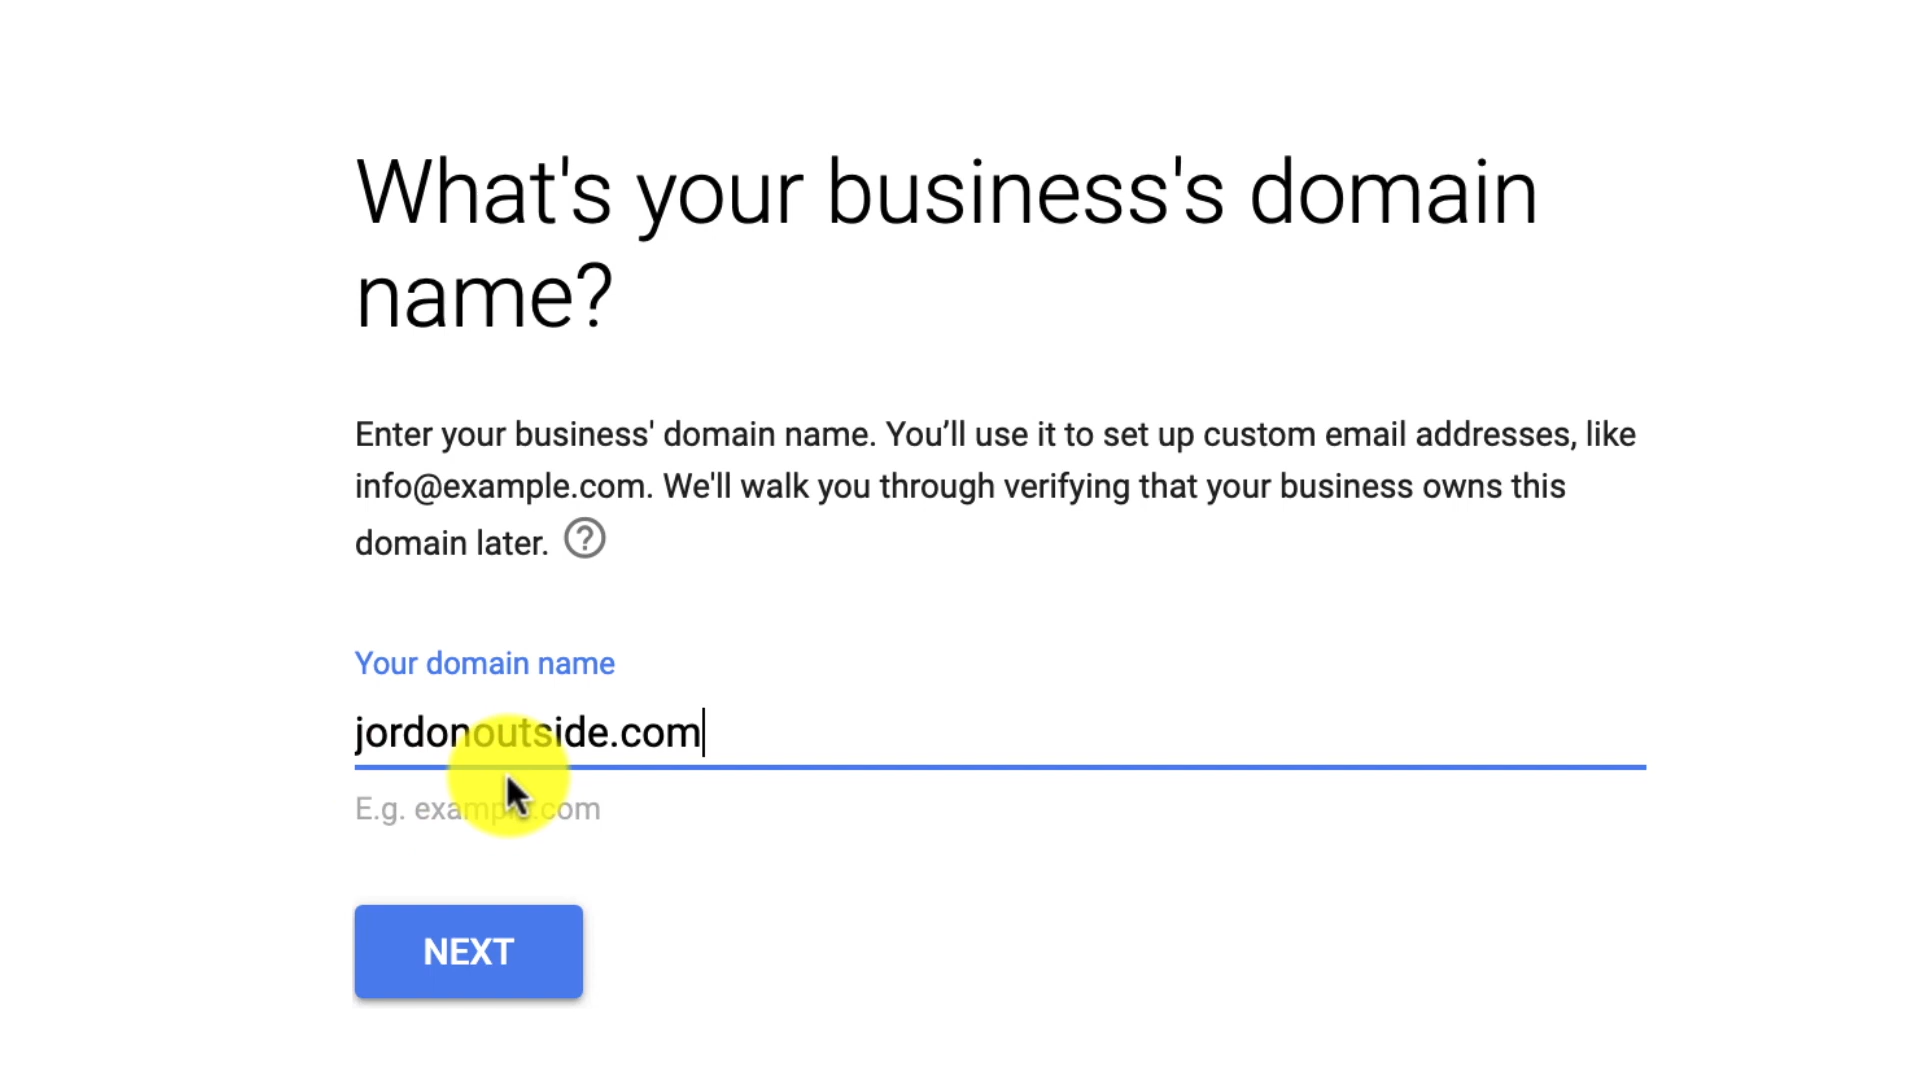 What's your business's domain
name?
Enter your business' domain name. You’ll use it to set up custom email addresses, like
info@example.com. We'll walk you through verifying that your business owns this
domain later. ?
Your domain name
jordonoutside.com
E.g. example.com
NEXT